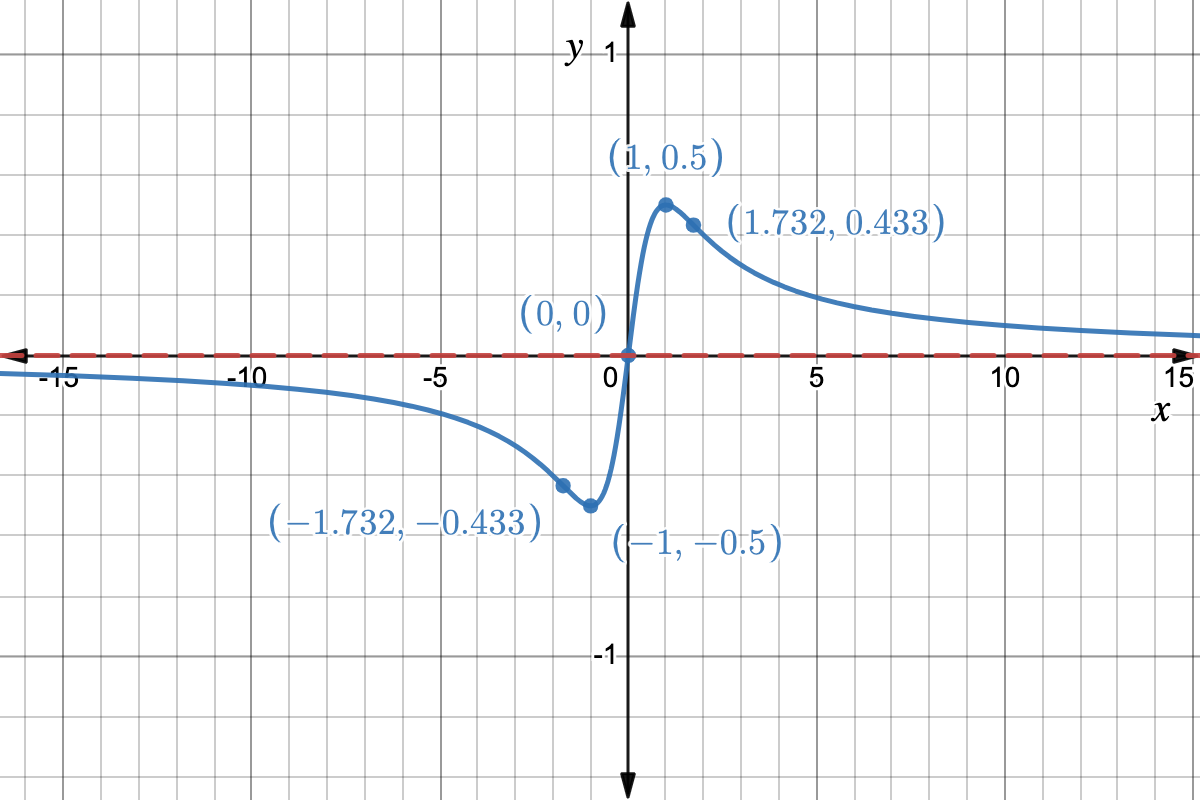 y 1
(1, 0.5)
(1.732, 0.433)
(0, 0)
-15 -10 -5 0 5 10 15
x
(−1.732, −0.433)
(−1, −0.5)
-1